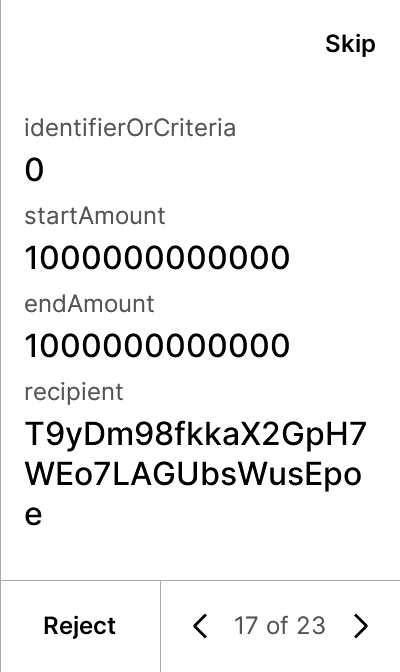 Skip
identifierOrCriteria
0
startAmount
1000000000000
endAmount
1000000000000
recipient
T9yDm98fkkaX2GpH7
WEo7LAGUbsWusEpo
e
Reject
17 of 23